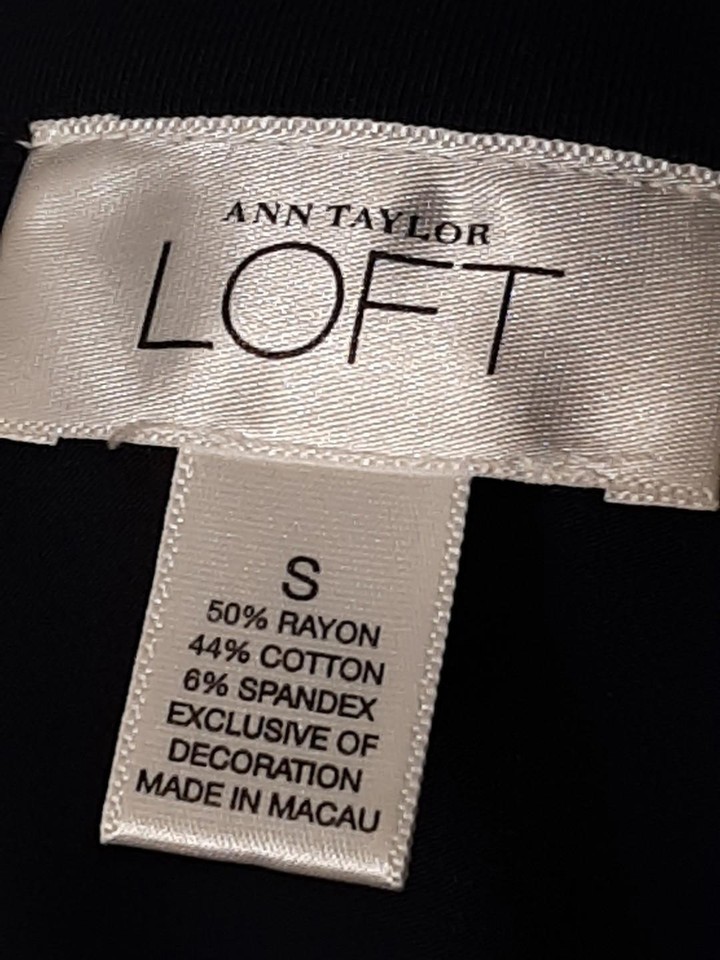 ANN TAYLOR
LOFT
S
50% RAYON
44% COTTON
6% SPANDEX
EXCLUSIVE OF
DECORATION
MADE IN MACAU